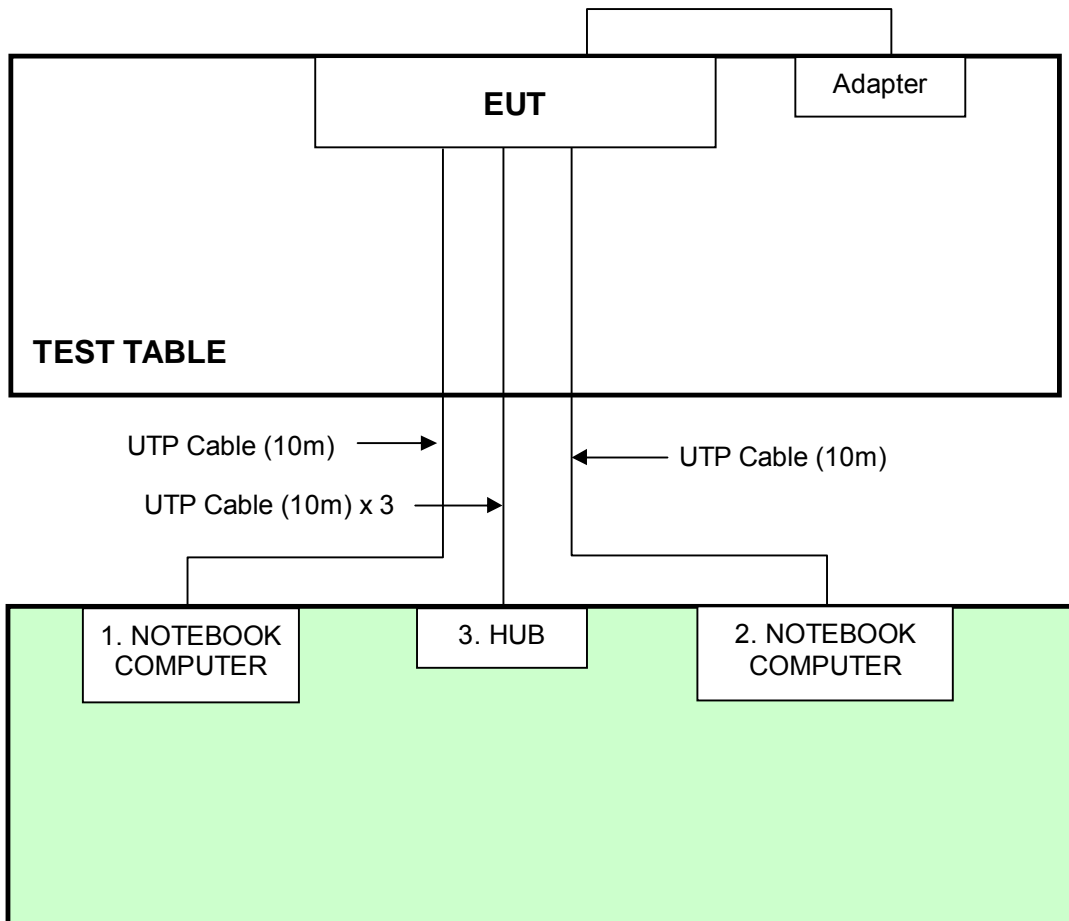 EUT
Adapter
TEST TABLE
UTP Cable (10m)
UTP Cable (10m)
UTP Cable (10m) x 3
1. NOTEBOOK
COMPUTER
3. HUB
2. NOTEBOOK
COMPUTER